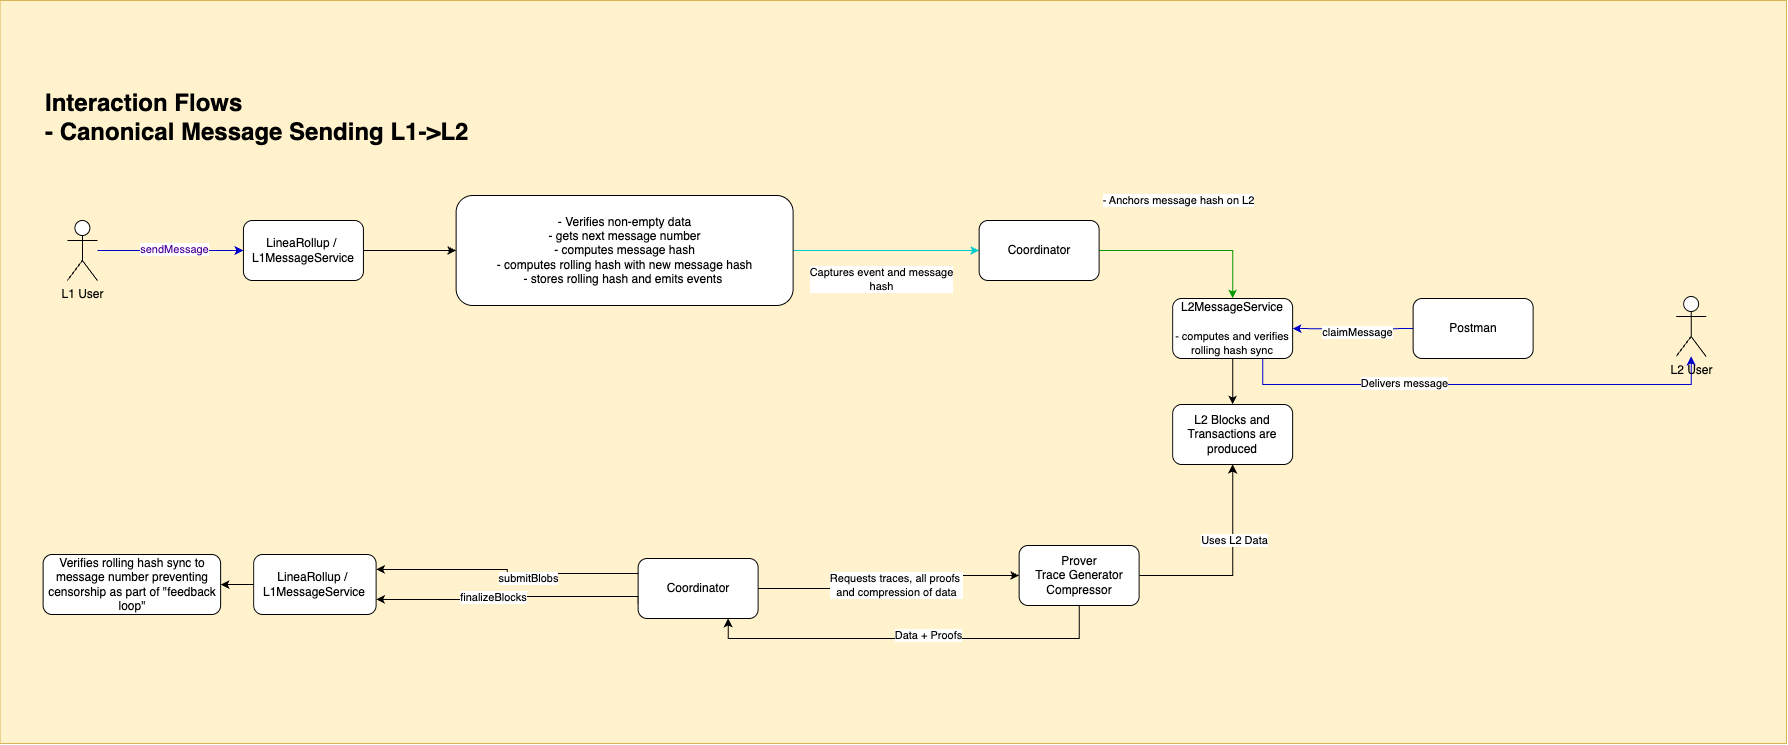 Interaction Flows
- Canonical Message Sending L1->L2
- Anchors message hash on L2
L1 User
sendMessage
LineaRollup /
L1MessageService
- Verifies non-empty data
- gets next message number
- computes message hash
- computes rolling hash with new message hash
- stores rolling hash and emits events
Captures event and message
hash
Coordinator
L2MessageService
- computes and verifies
rolling hash sync
claimMessage
Postman
L2 User
Delivers message
L2 Blocks and
Transactions are
produced
Uses L2 Data
Verifies rolling hash sync to
message number preventing
censorship as part of "feedback
loop"
LineaRollup /
L1MessageService
submitBlobs
finalizeBlocks
Coordinator
Requests traces, all proofs
and compression of data
Prover
Trace Generator
Compressor
Data + Proofs